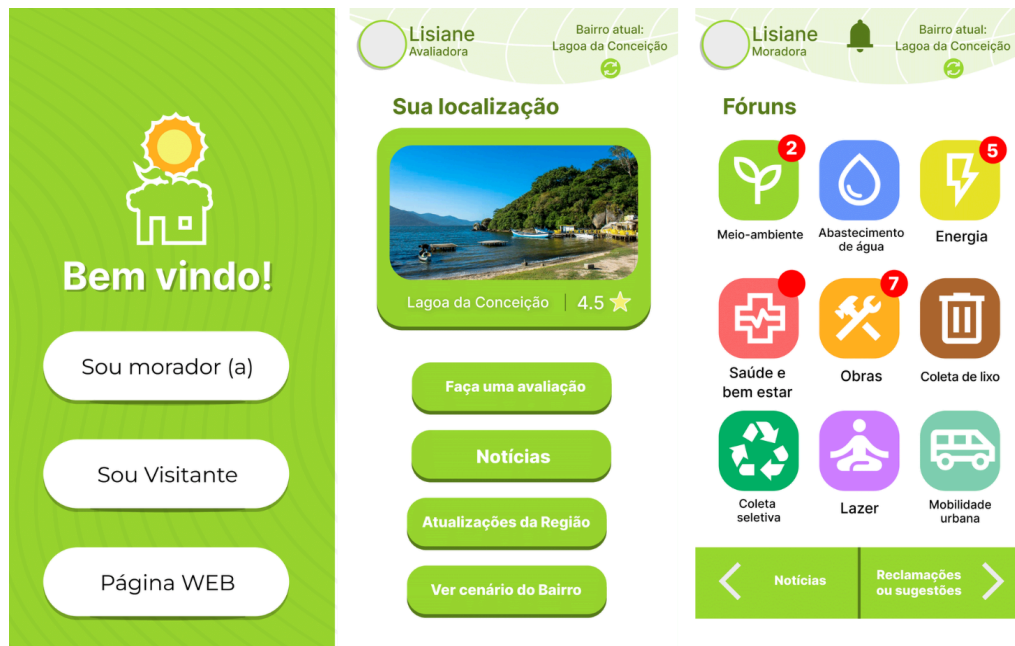 Bem vindo!
Sou morador (a)
Sou Visitante
Página WEB
Lisiane
Avaliadora
Bairro atual:
Lagoa da Conceição
Sua localização
Lagoa da Conceição | 4.5
Faça uma avaliação
Notícias
Atualizações da Região
Ver cenário do Bairro
Lisiane
Moradora
Bairro atual:
Lagoa da Conceição
Fóruns
2
5
Meio-ambiente
Abastecimento
de água
Energia
7
Saúde e
bem estar
Obras
Coleta de lixo
Coleta
seletiva
Lazer
Mobilidade
urbana
Notícias
Reclamações
ou sugestões